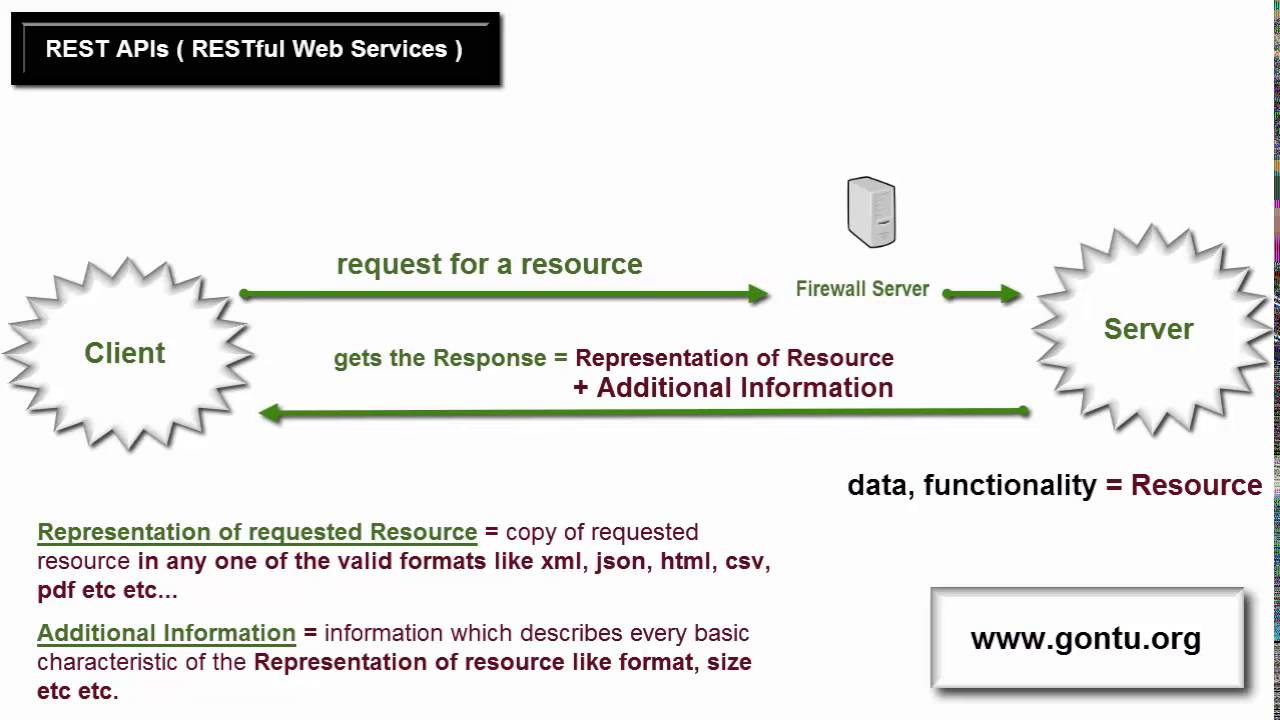 REST APIs ( RESTful Web Services )
request for a resource
Firewall Server
Client
Server
gets the Response = Representation of Resource
+ Additional Information
data, functionality = Resource
Representation of requested Resource = copy of requested
resource in any one of the valid formats like xml, json, html, csv,
pdf etc etc...
Additional Information = information which describes every basic
characteristic of the Representation of resource like format, size
etc etc.
www.gontu.org